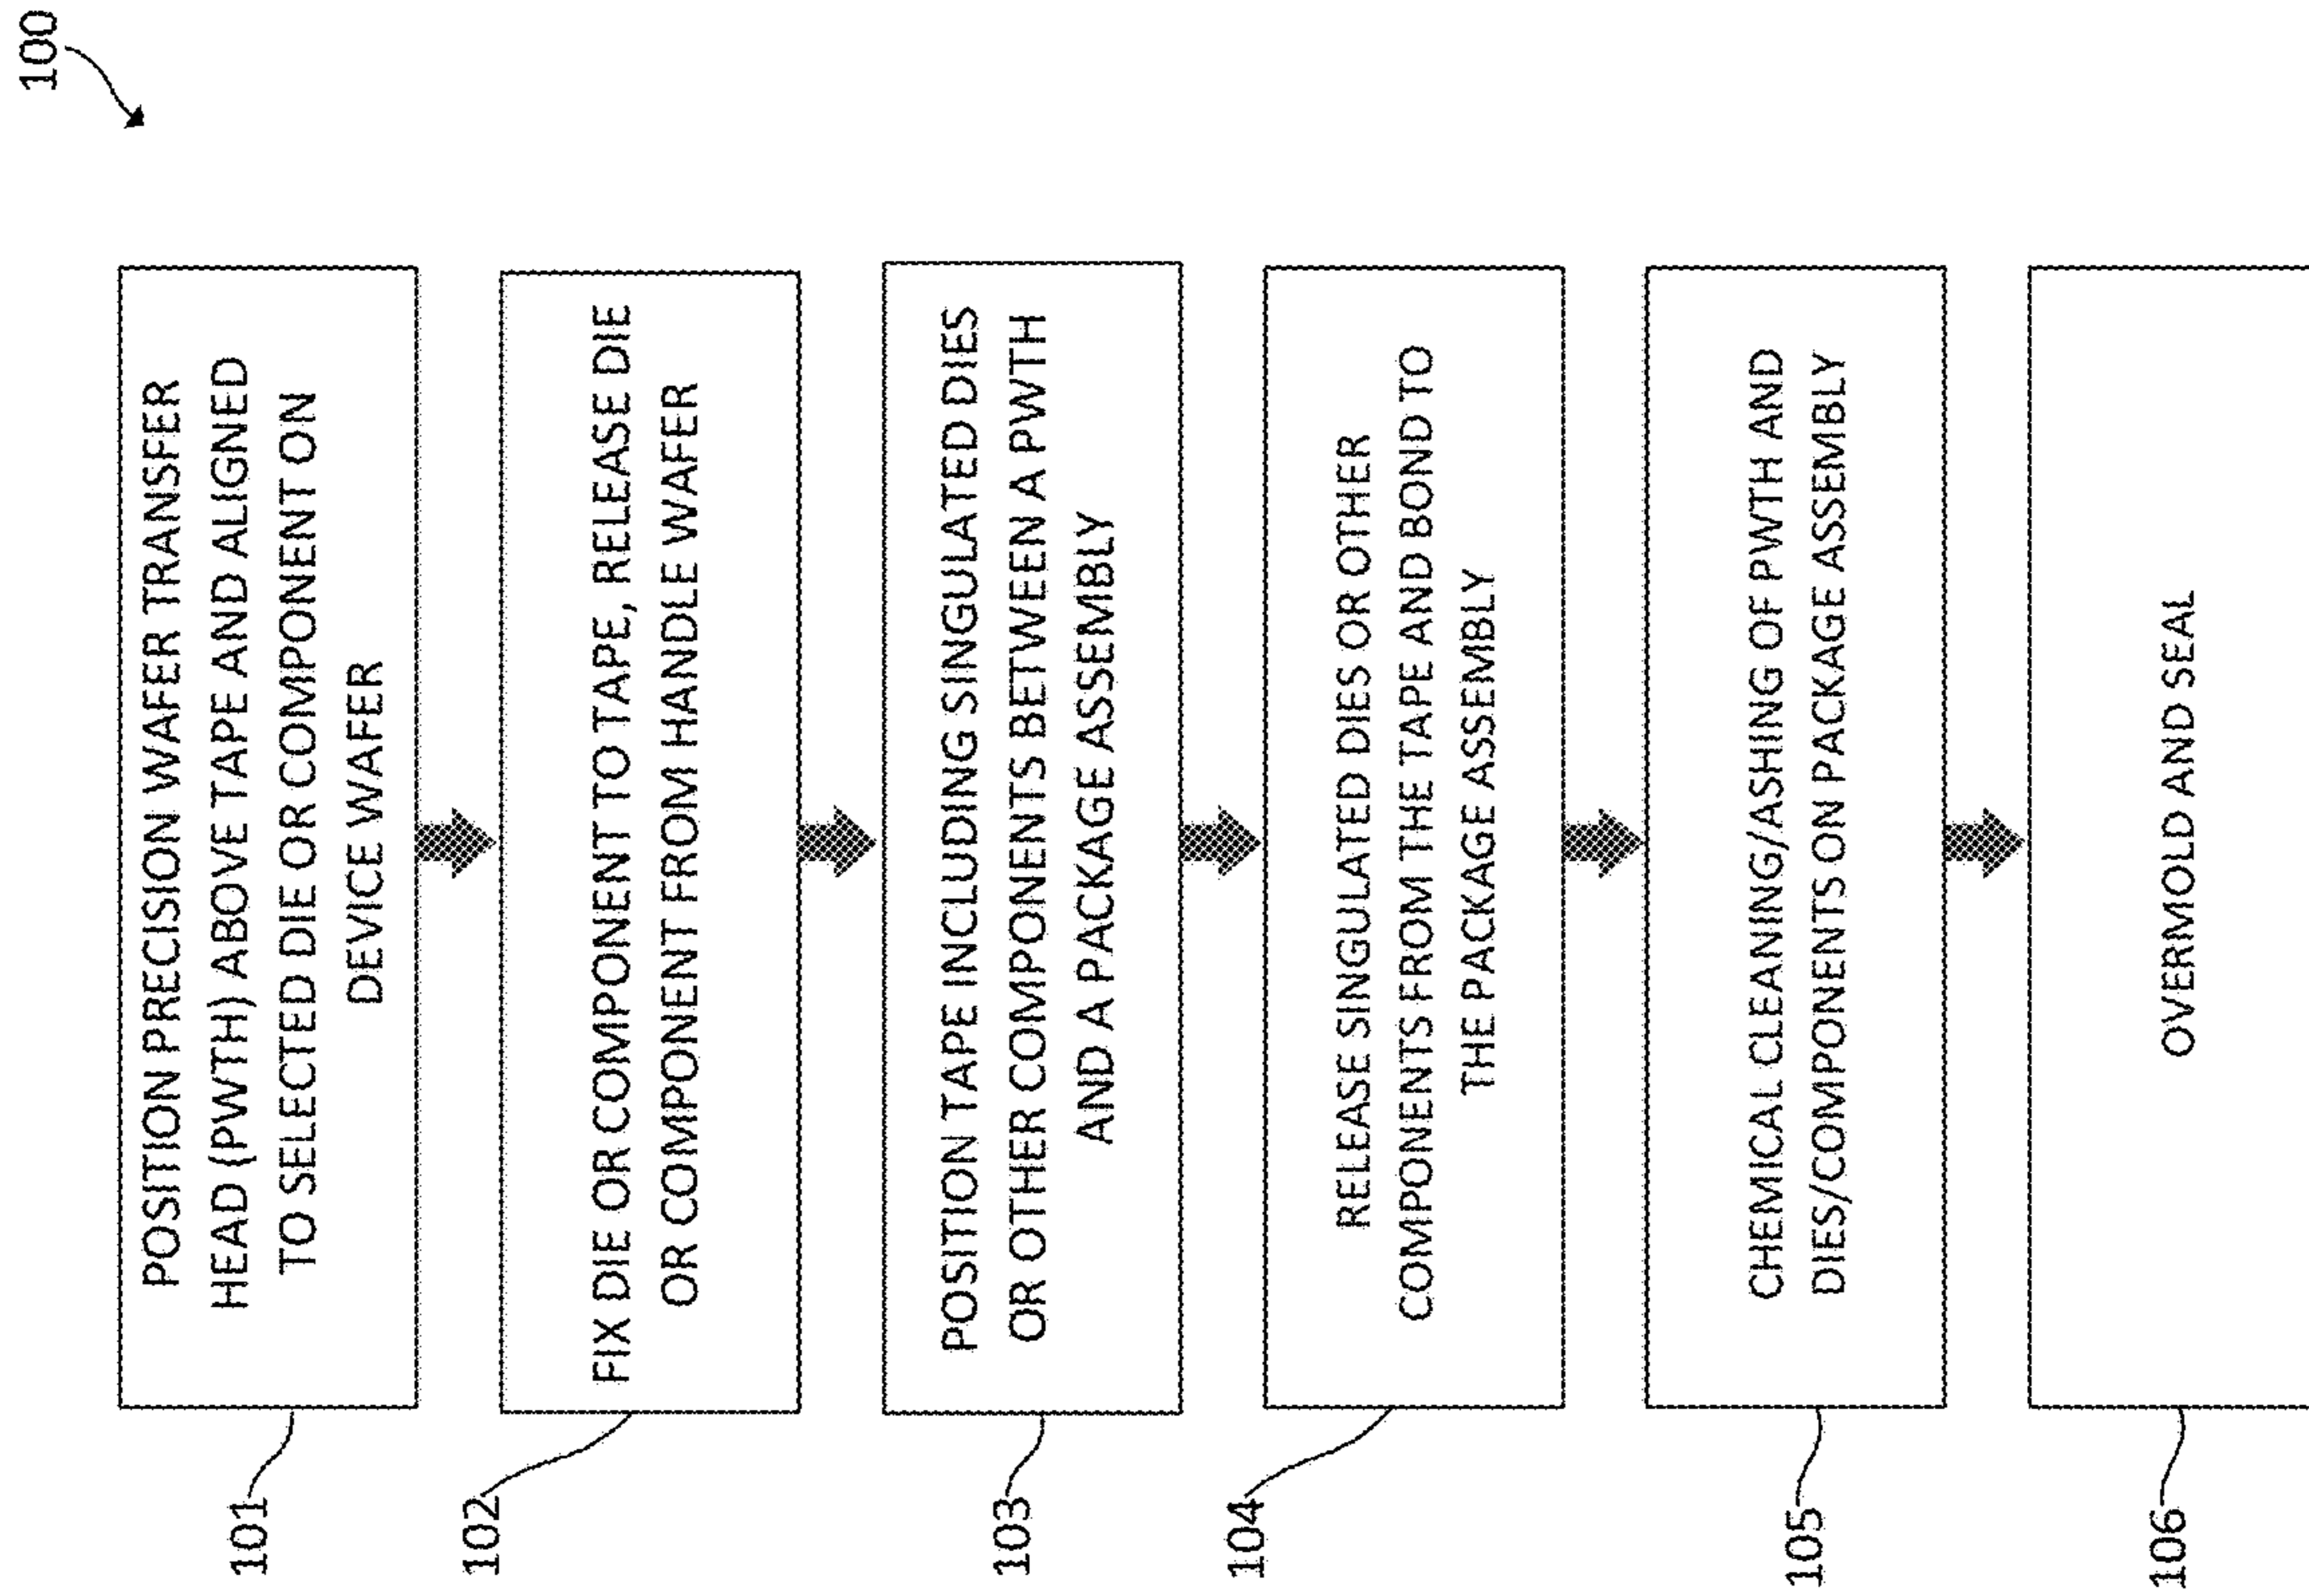 100
101
POSITION PRECISION WAFER TRANSFER
HEAD (PWTH) ABOVE TAPE AND ALIGNED
TO SELECTED DIE OR COMPONENT ON
DEVICE WAFER
102
FIX DIE OR COMPONENT TO TAPE, RELEASE DIE
OR COMPONENT FROM HANDLE WAFER
103
POSITION TAPE INCLUDING SINGULATED DIES
OR OTHER COMPONENTS BETWEEN A PWTH
AND A PACKAGE ASSEMBLY
104
RELEASE SINGULATED DIES OR OTHER
COMPONENTS FROM THE TAPE AND BOND TO
THE PACKAGE ASSEMBLY
105
CHEMICAL CLEANING/ASHING OF PWTH AND
DIES/COMPONENTS ON PACKAGE ASSEMBLY
106
OVERMOLD AND SEAL